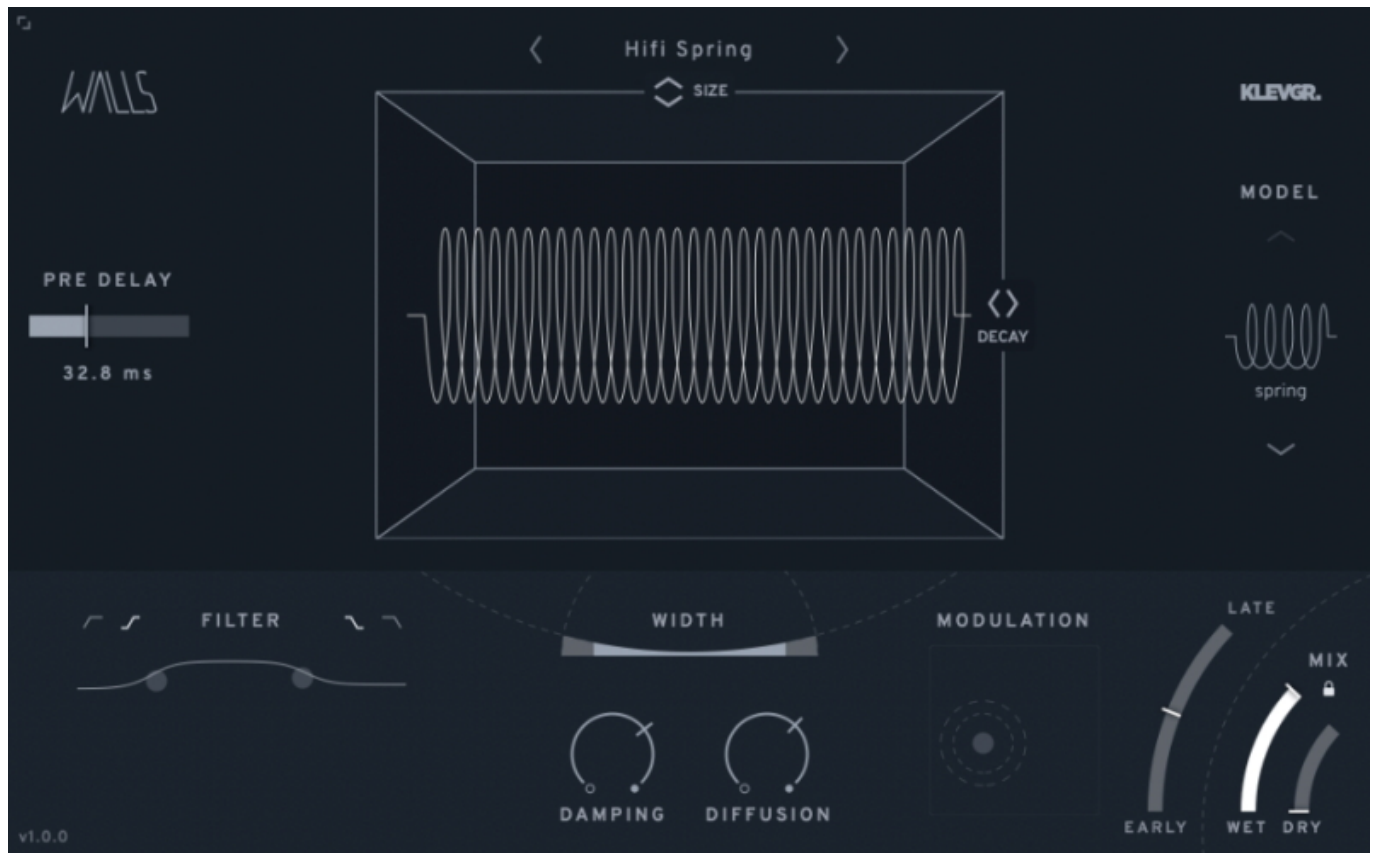 Hifi Spring
SIZE
WALLS
KLEVGR.
MODEL
PRE DELAY
32.8 ms
DECAY
spring
FILTER
WIDTH
MODULATION
LATE
MIX
DAMPING
DIFFUSION
EARLY
WET
DRY
v1.0.0